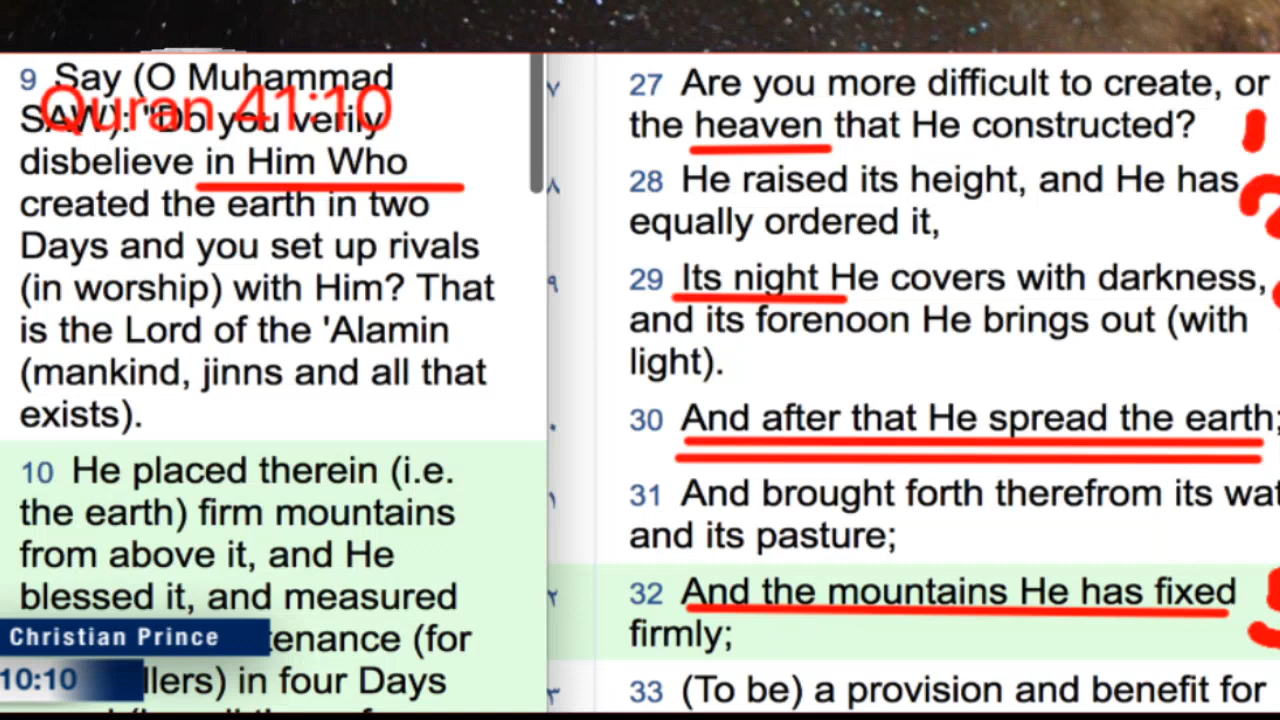 9 Say (O Muhammad
SAW): "Do you verily
Quran 41:10
disbelieve in Him Who
created the earth in two
Days and you set up rivals
(in worship) with Him? That
is the Lord of the 'Alamin
(mankind, jinns and all that
exists).
10 He placed therein (i.e.
the earth) firm mountains
from above it, and He
blessed it, and measured
tenance (for
llers) in four Days
Christian Prince
10:10
٧
٨
٩
٠
١
٢
٣
27 Are you more difficult to create, or
the heaven that He constructed?
28 He raised its height, and He has
equally ordered it,
29 Its night He covers with darkness,
and its forenoon He brings out (with
light).
30 And after that He spread the earth;
31 And brought forth therefrom its wat
and its pasture;
32 And the mountains He has fixed
firmly;
33 (To be) a provision and benefit for